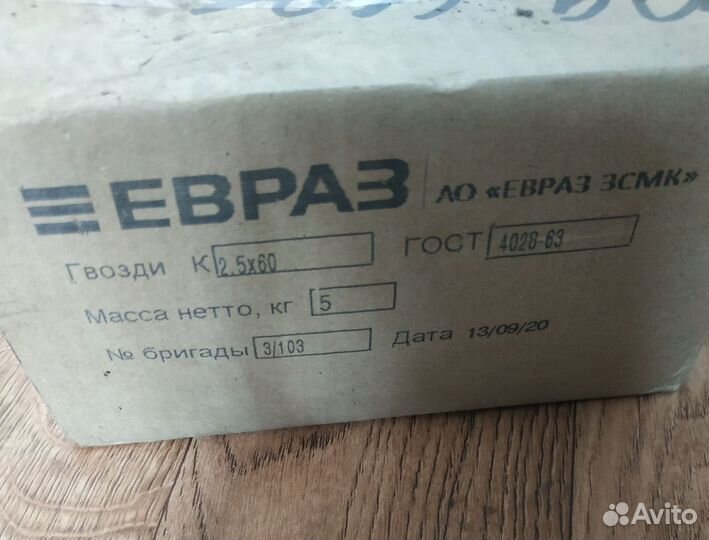 ЕВРАЗ АО «ЕВРАЗ ЗСМК»
Гвозди К 2.5х60 ГОСТ 4028-63
Масса нетто, кг 5
№ бригады 3/103 Дата 13/09/20
Avito